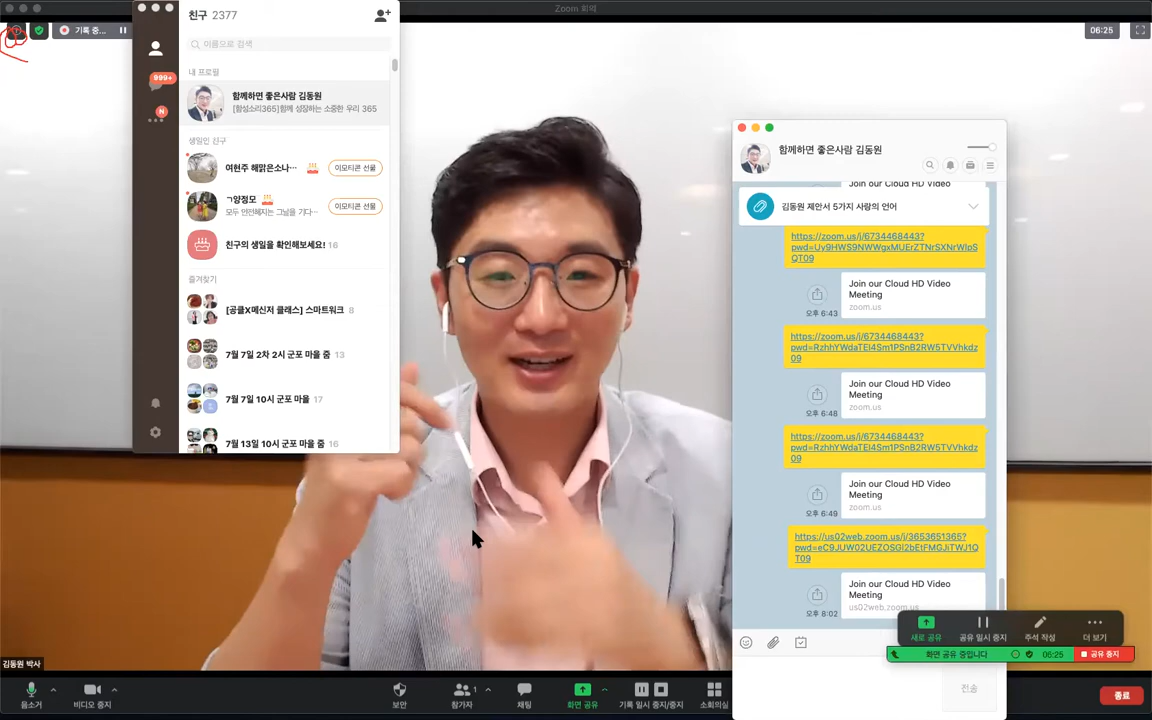 Zoom 회의
기록 중...
06:25
친구 2377
이름으로 검색
내 프로필
함께하면 좋은사람 김동원
[함성소리365]함께 성장하는 소중한 우리 365
999+
N
생일인 친구
여현주 해맑은소나...
이모티콘 선물
ㄱ양정모
모두 안전해지는 그날을 기다...
이모티콘 선물
친구의 생일을 확인해보세요! 16
즐겨찾기
[공클X메신저 클래스] 스마트워크 8
7월 7일 2차 2시 군포 마을 줌 13
7월 7일 10시 군포 마을 17
7월 13일 10시 군포 마을 줌 16
함께하면 좋은사람 김동원
Join our Cloud HD Video
김동원 제안서 5가지 사랑의 언어
https://zoom.us/j/6734468443?
pwd=Uy9HWS9NWWgxMUErZTNrSXNrWlpS
QT09
Join our Cloud HD Video
Meeting
zoom.us
오후 6:43
https://zoom.us/j/6734468443?
pwd=RzhhYWdaTEI4Sm1PSnB2RW5TVVhkdz
09
Join our Cloud HD Video
Meeting
zoom.us
오후 6:48
https://zoom.us/j/6734468443?
pwd=RzhhYWdaTEI4Sm1PSnB2RW5TVVhkdz
09
Join our Cloud HD Video
Meeting
zoom.us
오후 6:49
https://us02web.zoom.us/j/3653651365?
pwd=eC9JUW02UEZOSGl2bEtFMGJiTWJ1Q
T09
Join our Cloud HD Video
Meeting
us02web.zoom.us
오후 8:02
새로 공유
공유 일시 중지
주석 작성
더 보기
화면 공유 중입니다
06:25
공유 중지
전송
김동원 박사
음소거
비디오 중지
보안
참가자
1
채팅
화면 공유
기록 일시 중지/중지
소회의실
종료